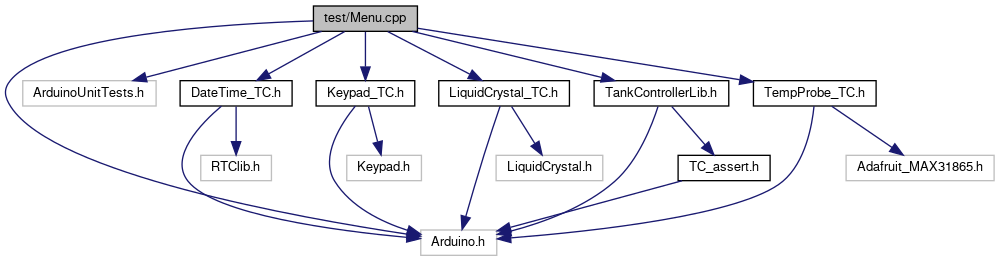 test/Menu.cpp
ArduinoUnitTests.h
DateTime_TC.h
Keypad_TC.h
LiquidCrystal_TC.h
TankControllerLib.h
TempProbe_TC.h
RTClib.h
Keypad.h
LiquidCrystal.h
TC_assert.h
Adafruit_MAX31865.h
Arduino.h